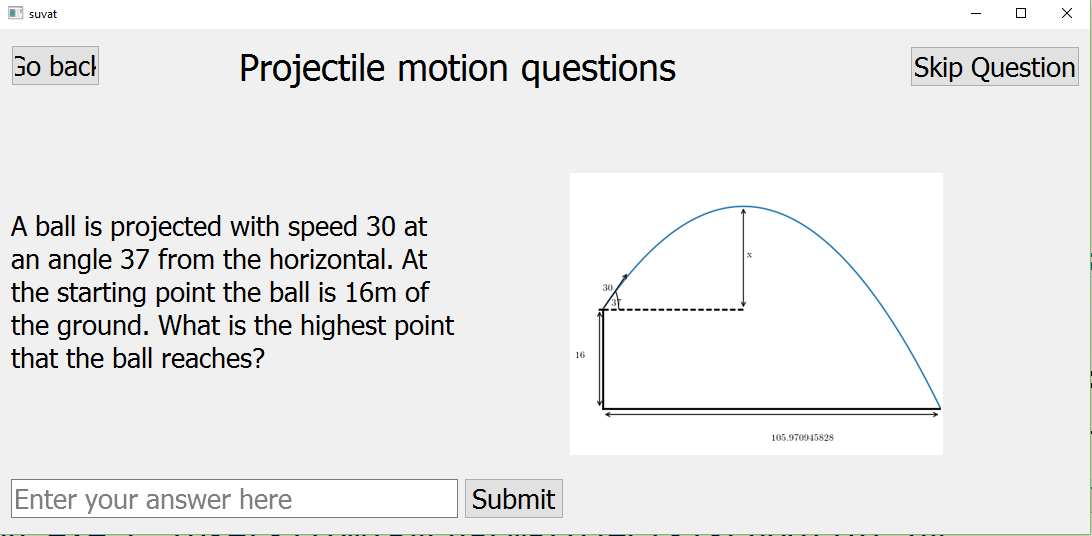 suvat
Go back
Projectile motion questions
Skip Question
A ball is projected with speed 30 at
an angle 37 from the horizontal. At
the starting point the ball is 16m of
the ground. What is the highest point
that the ball reaches?
x
30
37
16
105.970945828
Enter your answer here
Submit